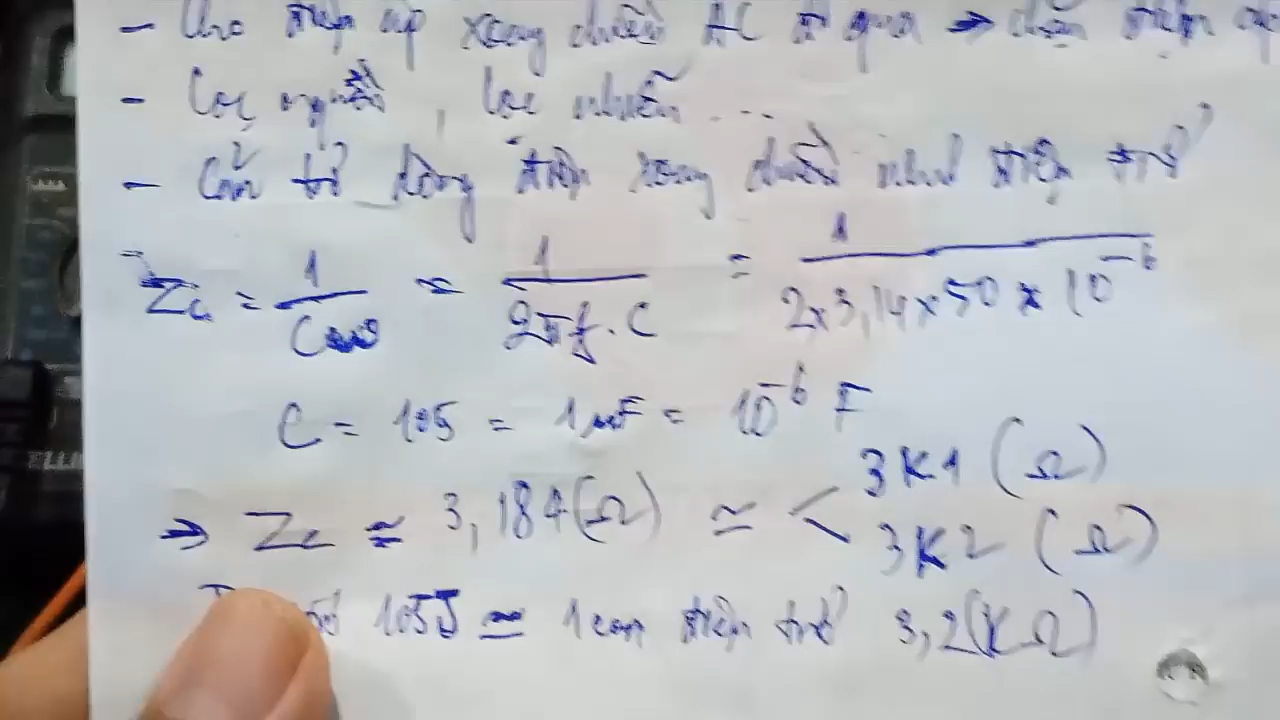 - Cho điện áp xoay chiều AC đi qua → chặn điện áp
- Lọc nguồn, lọc nhiễu ...
- Cản trở dòng điện xoay chiều như điện trở
Zc = 1/(Cω) = 1/(2πf.C) = 1/(2x3,14x50x10⁻⁶)
C = 105 = 1µF = 10⁻⁶ F
3K1 (Ω)
→ Zc ≃ 3,184(Ω) ≃ <
3K2 (Ω)
105J ≃ 1 con điện trở 3,2(KΩ)
ELLI